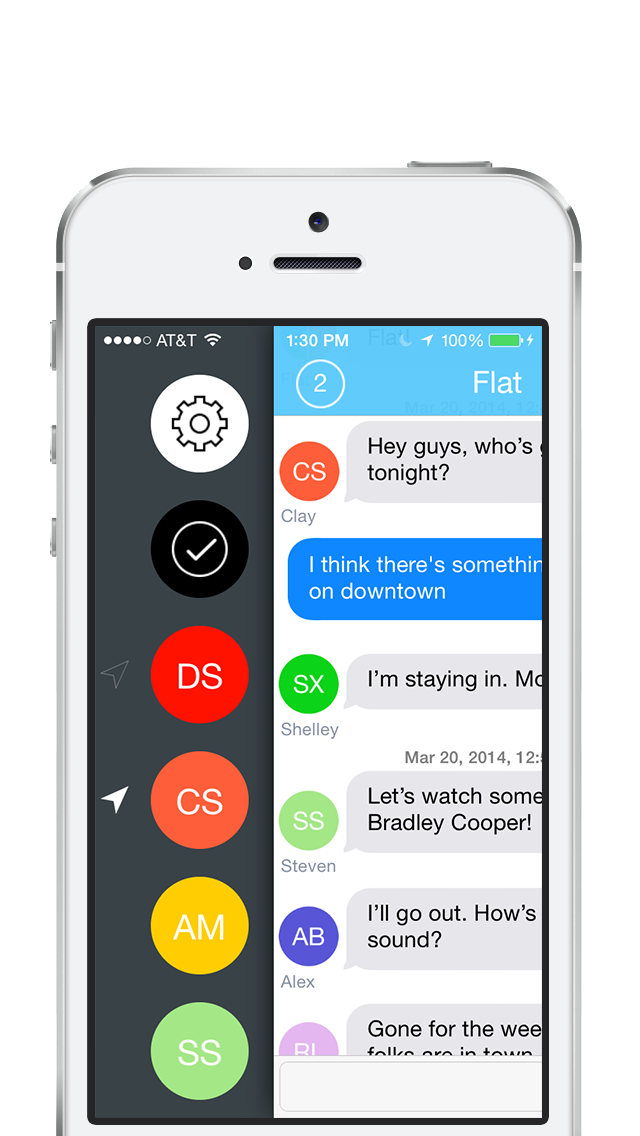 AT&T
1:30 PM
100%
2
Flat
Mar 20, 2014, 12:
Hey guys, who's
tonight?
CS
Clay
I think there's somethin
on downtown
DS
SX
I'm staying in. Mo
Shelley
Mar 20, 2014, 12:
CS
Let's watch some
Bradley Cooper!
SS
Steven
AM
I'll go out. How's
sound?
AB
Alex
SS
Gone for the wee
folks are in town